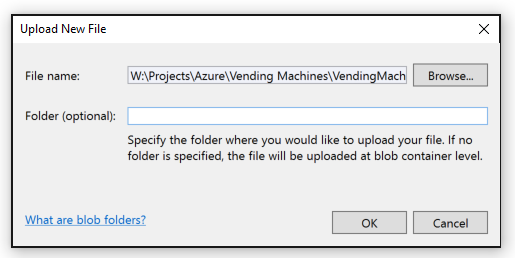 Upload New File
File name: W:\Projects\Azure\Vending Machines\VendingMach Browse...
Folder (optional):
Specify the folder where you would like to upload your file. If no
folder is specified, the file will be uploaded at blob container level.
What are blob folders? OK Cancel